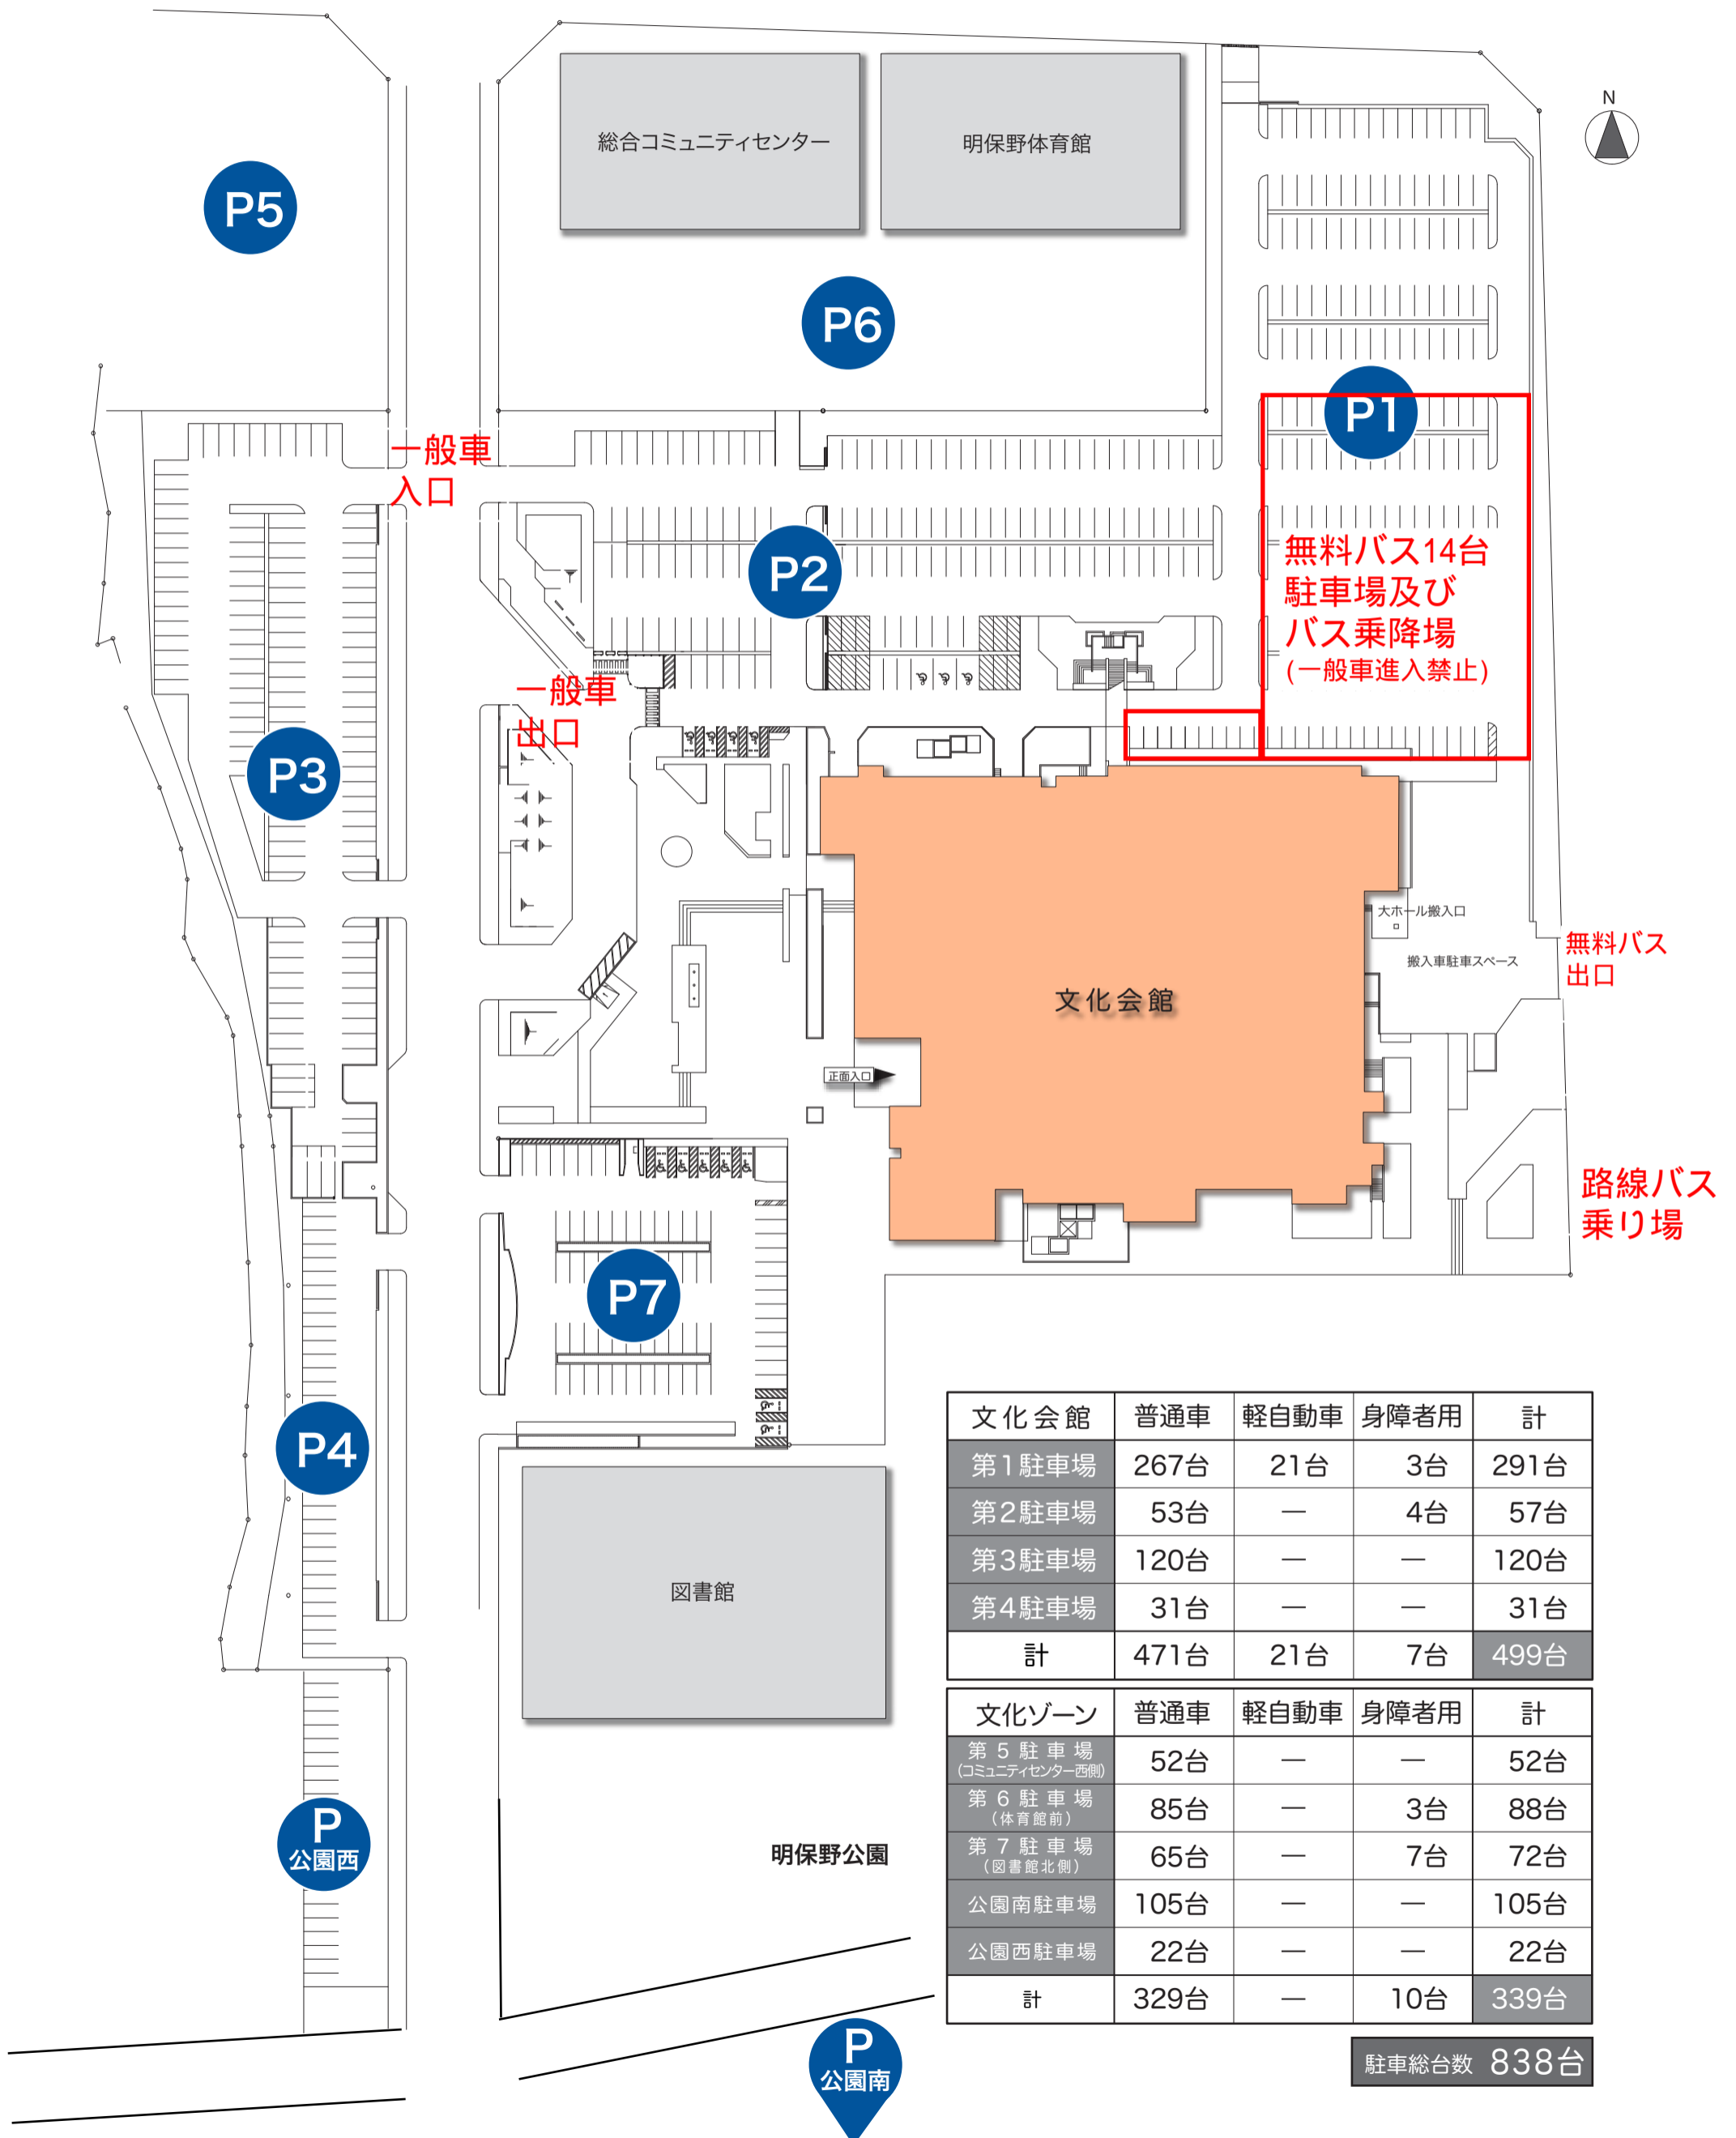 N
総合コミュニティセンター
明保野体育館
P5
P6
P1
一般車
入口
P2
無料バス14台
駐車場及び
バス乗降場
(一般車進入禁止)
一般車
出口
P3
大ホール搬入口
無料バス
出口
搬入車駐車スペース
文化会館
正面入口
路線バス
乗り場
P7
P4
図書館
文化会館 普通車 軽自動車 身障者用 計
第1駐車場 267台 21台 3台 291台
第2駐車場 53台 — 4台 57台
第3駐車場 120台 — — 120台
第4駐車場 31台 — — 31台
計 471台 21台 7台 499台
文化ゾーン 普通車 軽自動車 身障者用 計
第5駐車場 52台 — — 52台
(コミュニティセンター西側)
第6駐車場 85台 — 3台 88台
(体育館前)
第7駐車場 65台 — 7台 72台
(図書館北側)
公園南駐車場 105台 — — 105台
公園西駐車場 22台 — — 22台
計 329台 — 10台 339台
駐車総台数 838台
P
公園西
明保野公園
P
公園南